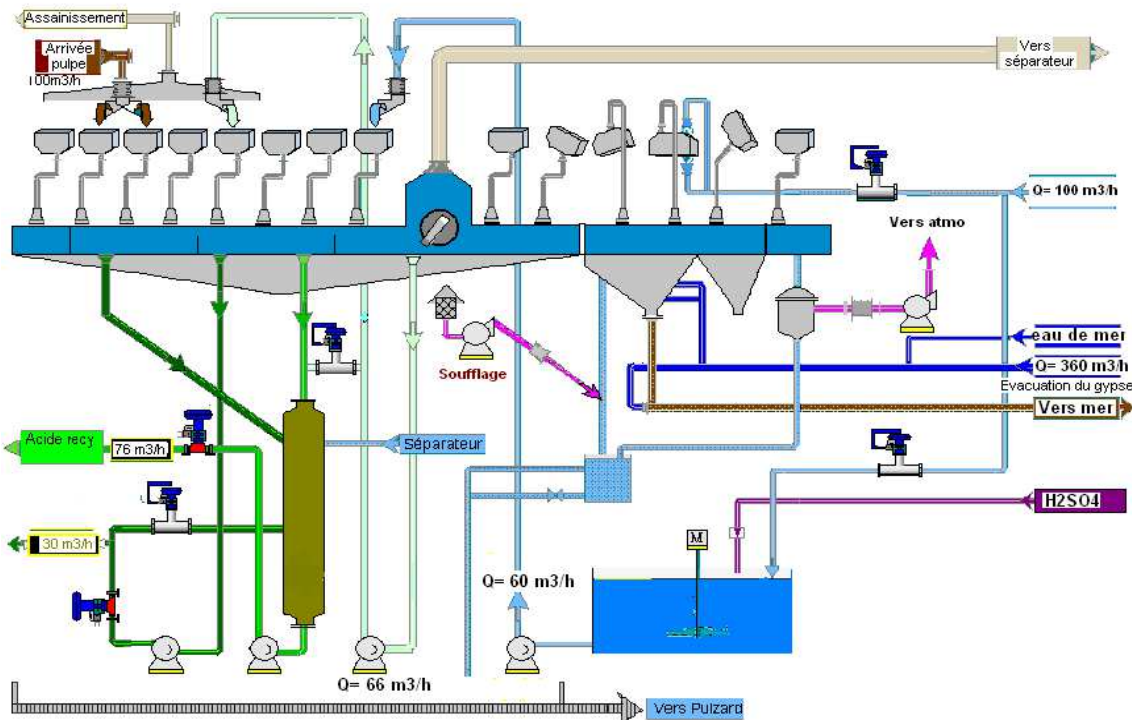 Assainissement
Arrivée
pulpe
100m3/h
Vers
séparateur
Q= 100 m3/h
Vers atmo
Soufflage
eau de mer
Q= 360 m3/h
Evacuation du gypse
Vers mer
Acide recy
76 m3/h
Séparateur
H2SO4
30 m3/h
M
Q= 60 m3/h
Q= 66 m3/h
Vers Pulzard